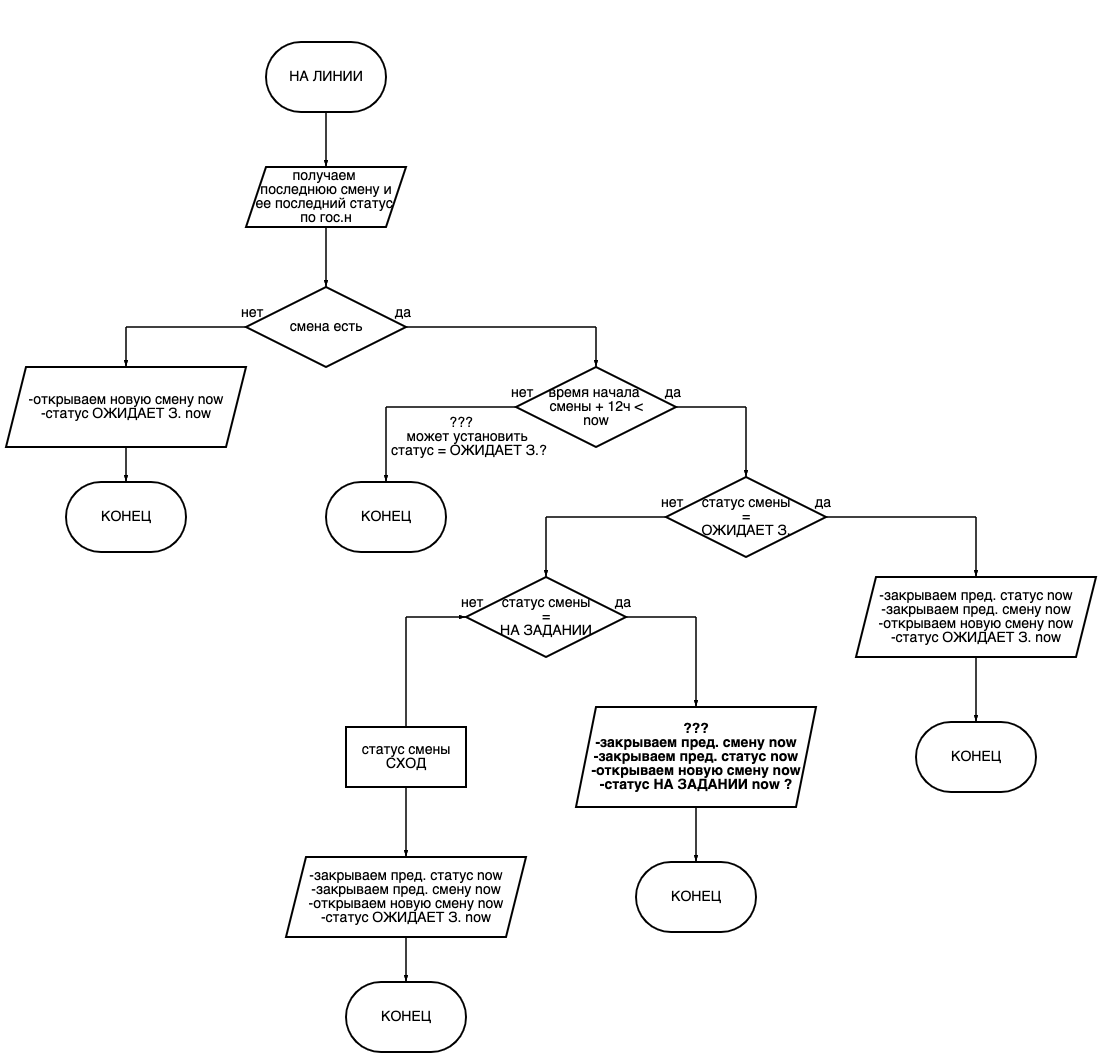 НА ЛИНИИ
получаем
последнюю смену и
ее последний статус
по гос.н
нет
да
смена есть
-открываем новую смену now
-статус ОЖИДАЕТ З. now
КОНЕЦ
нет
да
время начала
смены + 12ч <
now
???
может установить
статус = ОЖИДАЕТ З.?
КОНЕЦ
нет
да
статус смены
=
ОЖИДАЕТ З.
нет
да
статус смены
=
НА ЗАДАНИИ
-закрываем пред. статус now
-закрываем пред. смену now
-открываем новую смену now
-статус ОЖИДАЕТ З. now
КОНЕЦ
статус смены
СХОД
???
-закрываем пред. смену now
-закрываем пред. статус now
-открываем новую смену now
-статус НА ЗАДАНИИ now ?
КОНЕЦ
-закрываем пред. статус now
-закрываем пред. смену now
-открываем новую смену now
-статус ОЖИДАЕТ З. now
КОНЕЦ